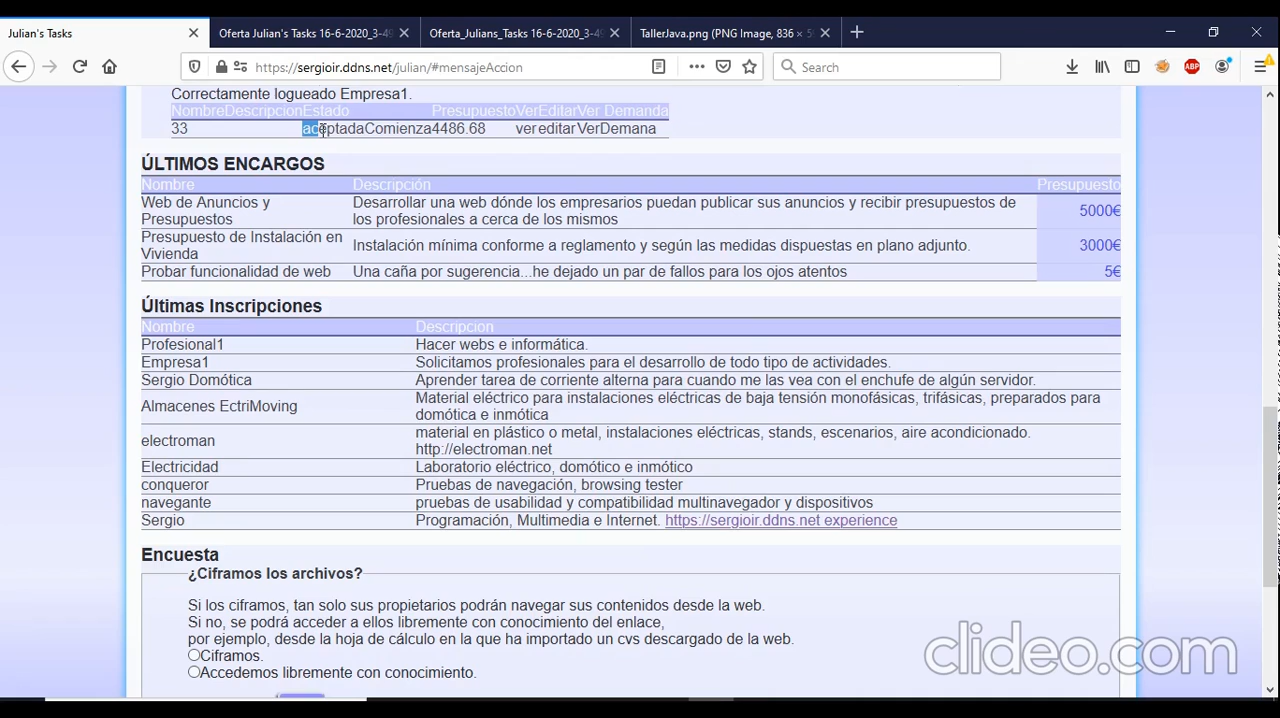 Julian's Tasks
Oferta Julian's Tasks 16-6-2020_3-49
Oferta_Julians_Tasks 16-6-2020_3-49
TallerJava.png (PNG Image, 836 ×
https://sergioir.ddns.net/julian/#mensajeAccion
Search
ABP
Correctamente logueado Empresa1.
NombreDescripcionEstado PresupuestoVerEditarVer Demanda
33 aceptadaComienza4486.68 ver editar VerDemana
ÚLTIMOS ENCARGOS
Nombre Descripción Presupuesto
Web de Anuncios y Presupuestos Desarrollar una web dónde los empresarios puedan publicar sus anuncios y recibir presupuestos de los profesionales a cerca de los mismos 5000€
Presupuesto de Instalación en Vivienda Instalación mínima conforme a reglamento y según las medidas dispuestas en plano adjunto. 3000€
Probar funcionalidad de web Una caña por sugerencia...he dejado un par de fallos para los ojos atentos 5€
Últimas Inscripciones
Nombre Descripcion
Profesional1 Hacer webs e informática.
Empresa1 Solicitamos profesionales para el desarrollo de todo tipo de actividades.
Sergio Domótica Aprender tarea de corriente alterna para cuando me las vea con el enchufe de algún servidor.
Almacenes EctriMoving Material eléctrico para instalaciones eléctricas de baja tensión monofásicas, trifásicas, preparados para domótica e inmótica
electroman material en plástico o metal, instalaciones eléctricas, stands, escenarios, aire acondicionado. http://electroman.net
Electricidad Laboratorio eléctrico, domótico e inmótico
conqueror Pruebas de navegación, browsing tester
navegante pruebas de usabilidad y compatibilidad multinavegador y dispositivos
Sergio Programación, Multimedia e Internet. https://sergioir.ddns.net experience
Encuesta
¿Ciframos los archivos?
Si los ciframos, tan solo sus propietarios podrán navegar sus contenidos desde la web.
Si no, se podrá acceder a ellos libremente con conocimiento del enlace,
por ejemplo, desde la hoja de cálculo en la que ha importado un cvs descargado de la web.
Ciframos.
Accedemos libremente con conocimiento.
clideo.com